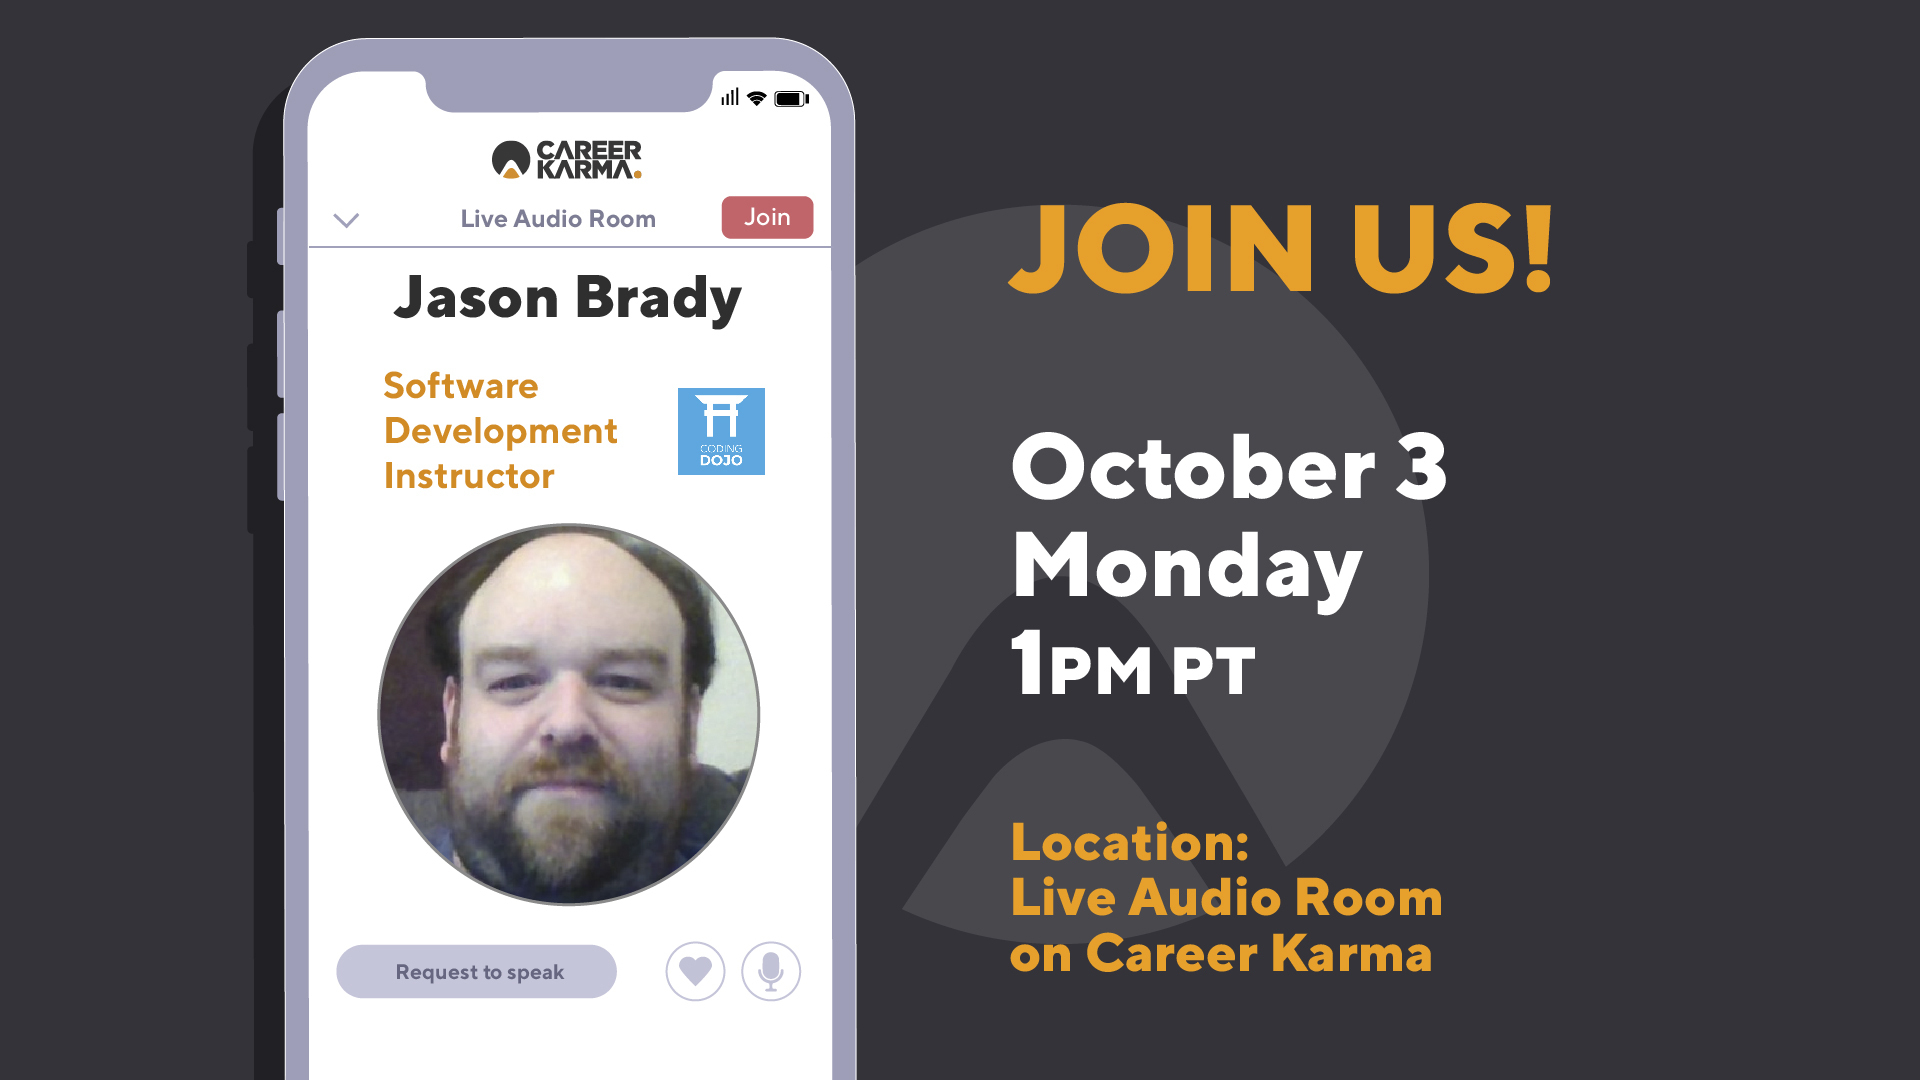 CAREER
KARMA.
Live Audio Room
Join
Jason Brady
Software
Development
Instructor
CODING
DOJO
Request to speak
JOIN US!
October 3
Monday
1PM PT
Location:
Live Audio Room
on Career Karma